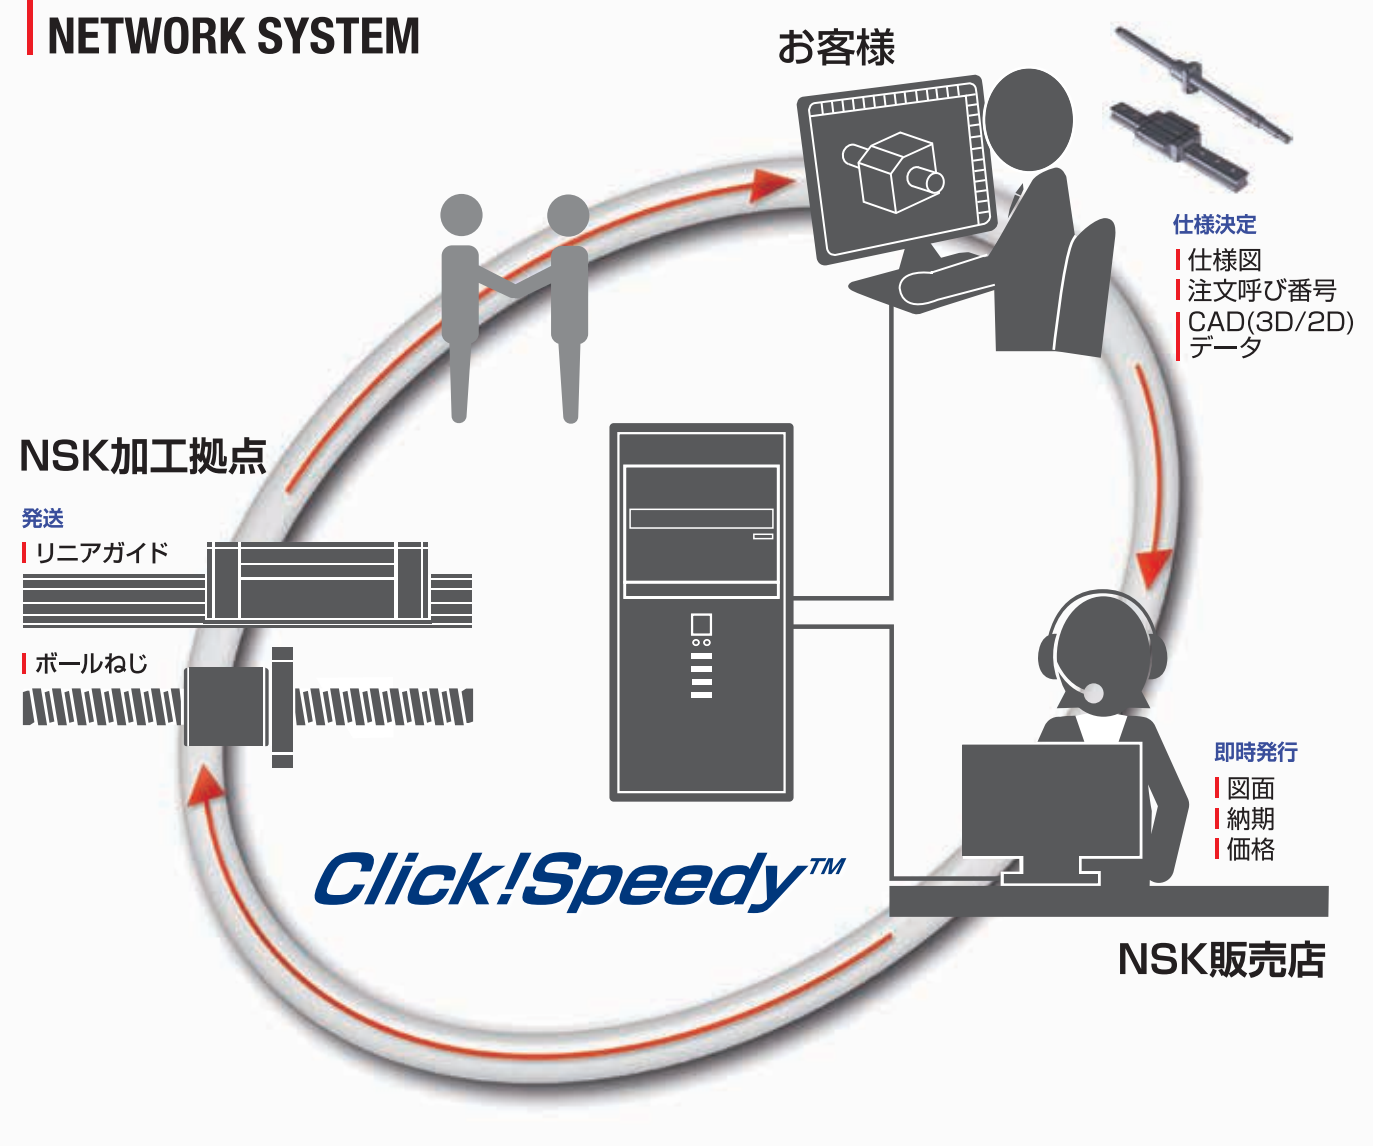 NETWORK SYSTEM
お客様
仕様決定
仕様図
注文呼び番号
CAD(3D/2D)
データ
NSK加工拠点
発送
リニアガイド
ボールねじ
即時発行
図面
納期
価格
Click!Speedy™
NSK販売店